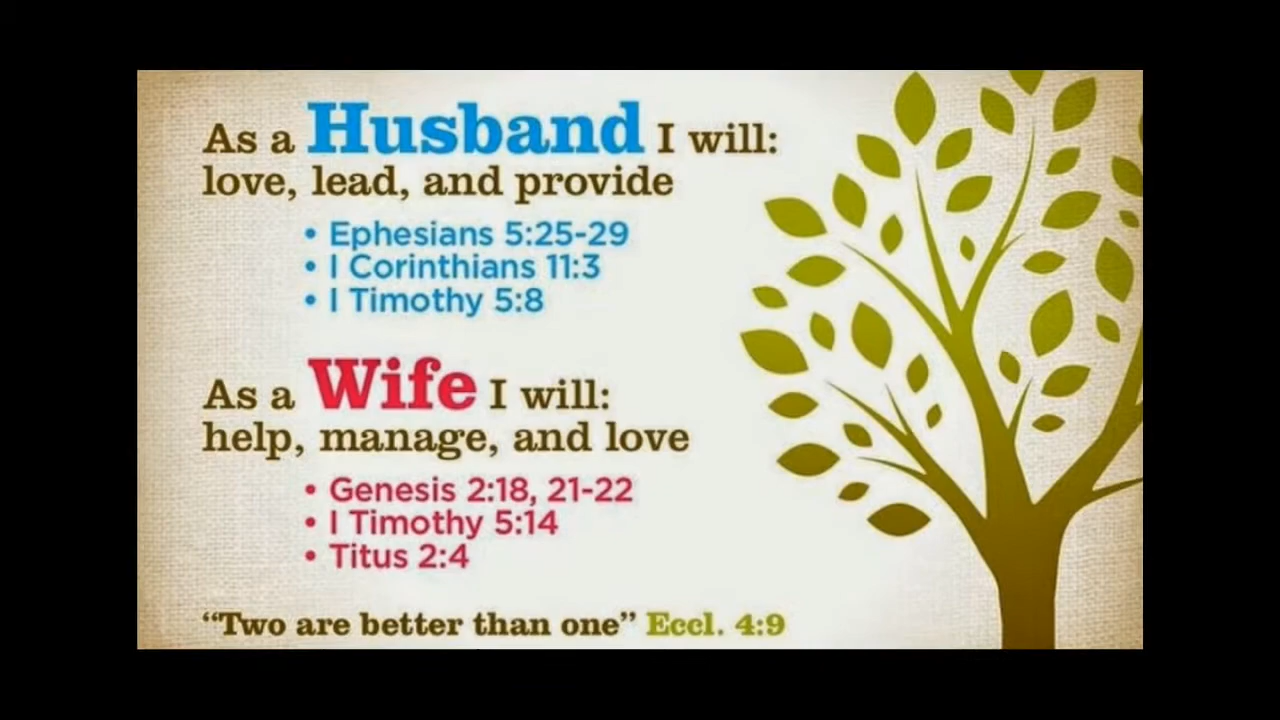 As a Husband I will:
love, lead, and provide
• Ephesians 5:25-29
• I Corinthians 11:3
• I Timothy 5:8
As a Wife I will:
help, manage, and love
• Genesis 2:18, 21-22
• I Timothy 5:14
• Titus 2:4
“Two are better than one” Eccl. 4:9